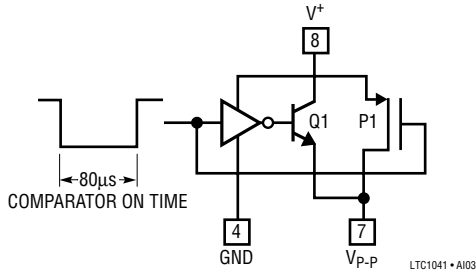 V+
8
Q1
P1
80µs
COMPARATOR ON TIME
4
GND
7
VP-P
LTC1041 • AI03